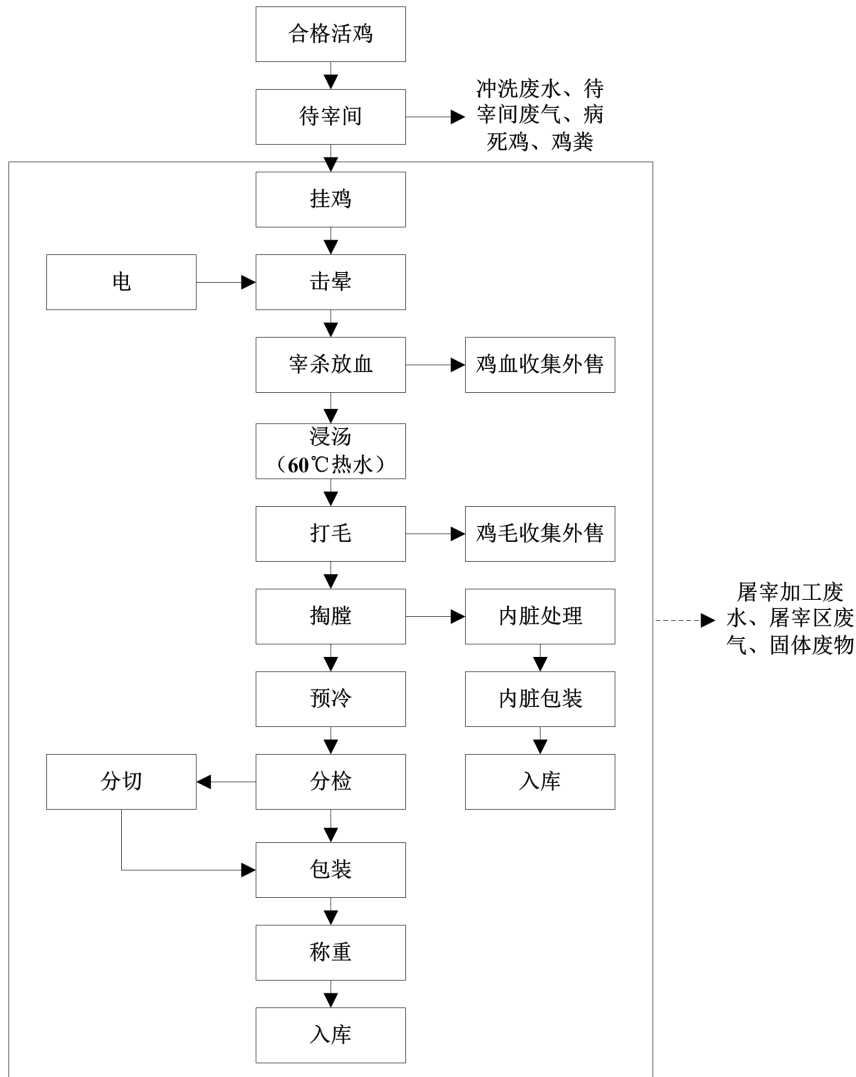 合格活鸡
待宰间
冲洗废水、待
宰间废气、病
死鸡、鸡粪
挂鸡
电
击晕
宰杀放血
鸡血收集外售
浸汤
（60℃热水）
打毛
鸡毛收集外售
掏膛
内脏处理
屠宰加工废
水、屠宰区废
气、固体废物
预冷
内脏包装
分切
分检
入库
包装
称重
入库